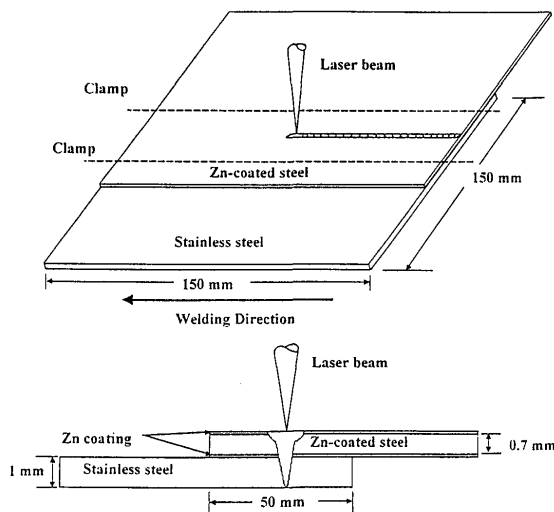 Laser beam
Clamp
Clamp
Zn-coated steel
150 mm
Stainless steel
150 mm
Welding Direction
Laser beam
Zn coating
Zn-coated steel
0.7 mm
1 mm
Stainless steel
50 mm